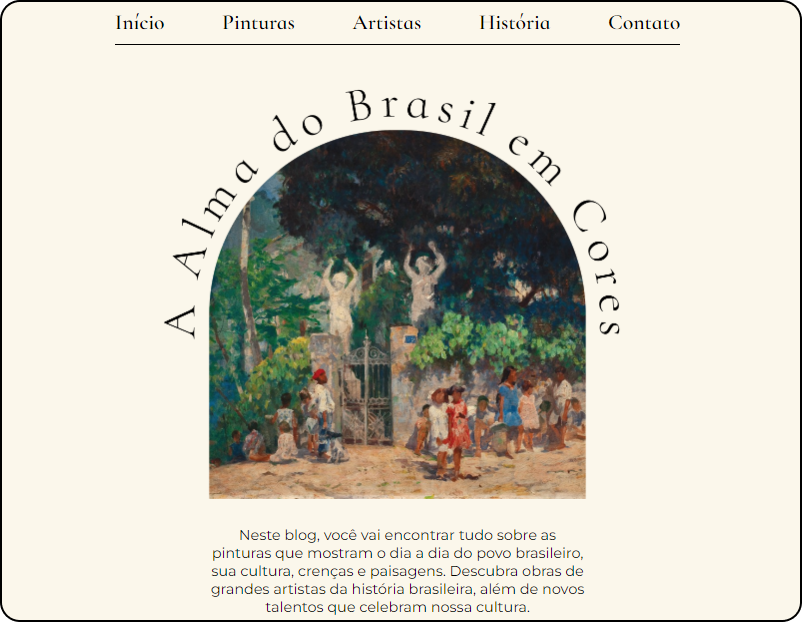 Início Pinturas Artistas História Contato
A Alma do Brasil em Cores
Neste blog, você vai encontrar tudo sobre as
pinturas que mostram o dia a dia do povo brasileiro,
sua cultura, crenças e paisagens. Descubra obras de
grandes artistas da história brasileira, além de novos
talentos que celebram nossa cultura.